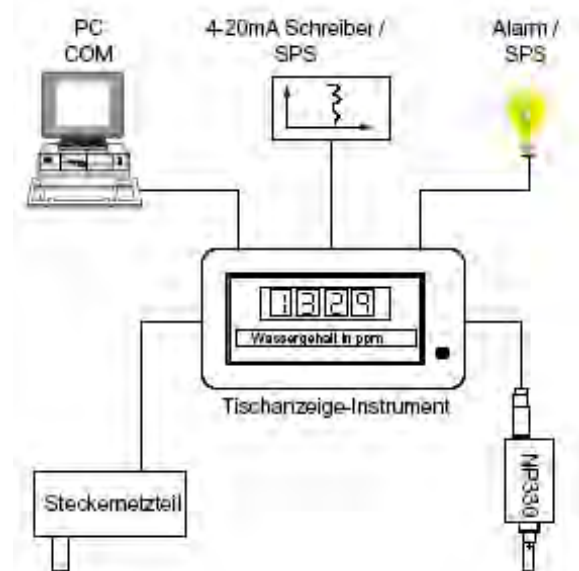 PC
COM
4-20mA Schreiber /
SPS
Alarm /
SPS
1329
Wassergehalt in ppm
Tischanzeige-Instrument
Steckernetzteil
NP330